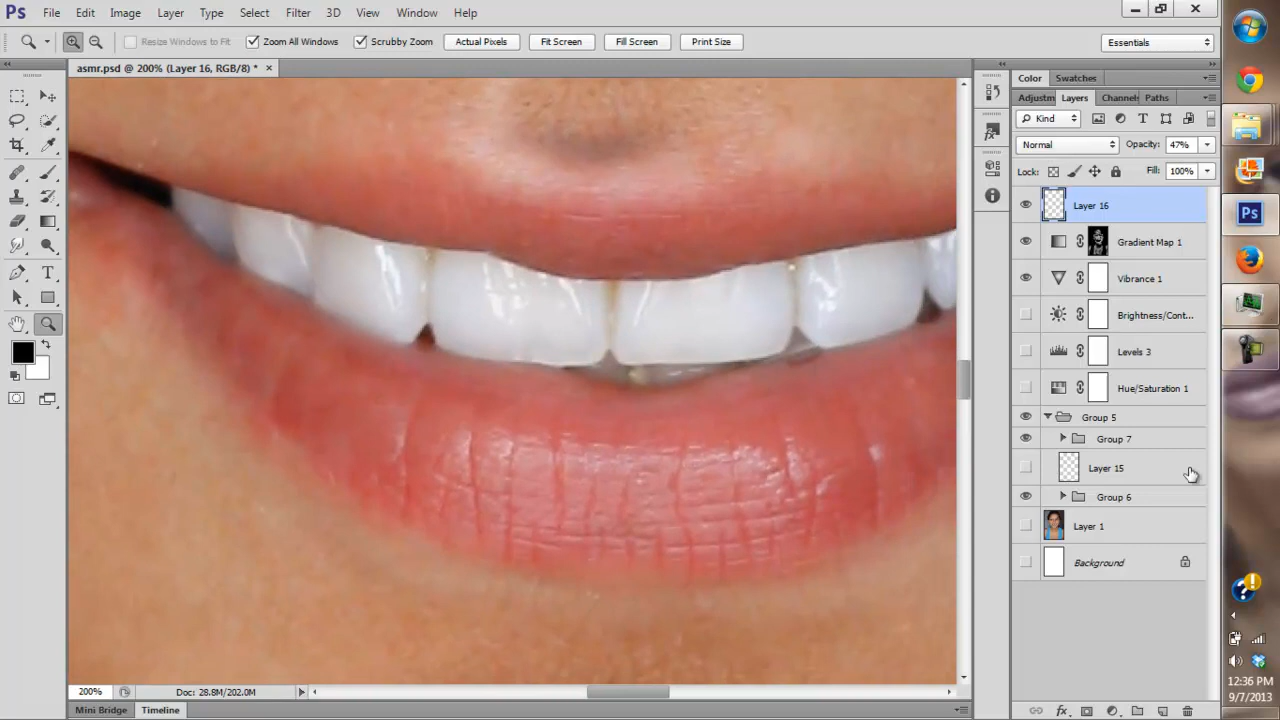 Ps File Edit Image Layer Type Select Filter 3D View Window Help
Resize Windows to Fit Zoom All Windows Scrubby Zoom Actual Pixels Fit Screen Fill Screen Print Size Essentials
asmr.psd @ 200% (Layer 16, RGB/8) *
Color Swatches
Adjustm Layers Channel Paths
Kind
Normal Opacity: 47%
Lock: Fill: 100%
Layer 16
Gradient Map 1
Vibrance 1
Brightness/Cont...
Levels 3
Hue/Saturation 1
Group 5
Group 7
Layer 15
Group 6
Layer 1
Background
200% Doc: 28.8M/202.0M
Mini Bridge Timeline
Ps
12:36 PM
9/7/2013